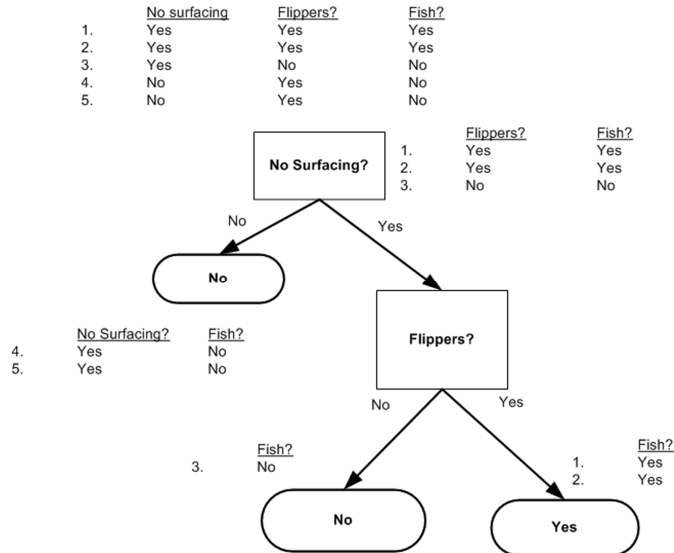 No surfacing Flippers? Fish?
1. Yes Yes Yes
2. Yes Yes Yes
3. Yes No No
4. No Yes No
5. No Yes No
Flippers? Fish?
1. Yes Yes
2. Yes Yes
3. No No
No Surfacing?
No Yes
No
Flippers?
No Surfacing? Fish?
4. Yes No
5. Yes No
No Yes
Fish?
3. No
Fish?
1. Yes
2. Yes
No
Yes